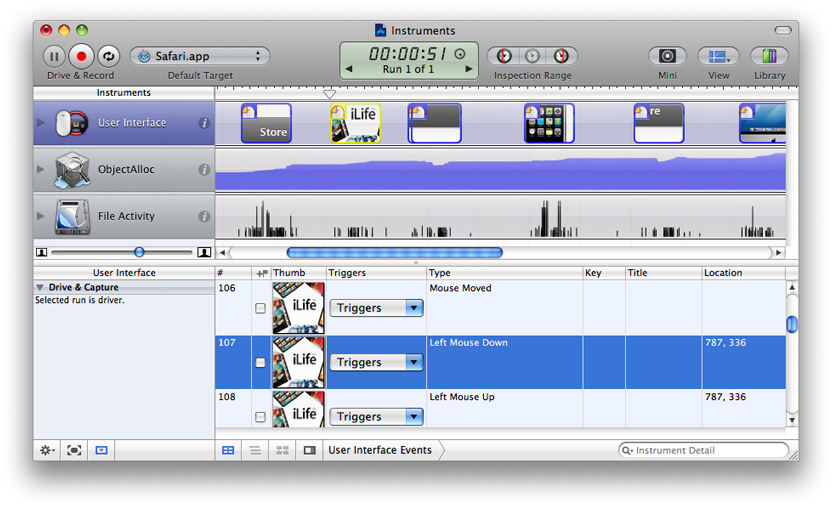 Instruments
Safari.app
00:00:51
Run 1 of 1
Drive & Record
Default Target
Inspection Range
Mini
View
Library
Instruments
User Interface
Store
iLife
re
ObjectAlloc
File Activity
User Interface
#
Thumb
Triggers
Type
Key
Title
Location
Drive & Capture
Selected run is driver.
106
iLife
Triggers
Mouse Moved
107
iLife
Triggers
Left Mouse Down
787, 336
108
iLife
Triggers
Left Mouse Up
787, 336
User Interface Events
Instrument Detail